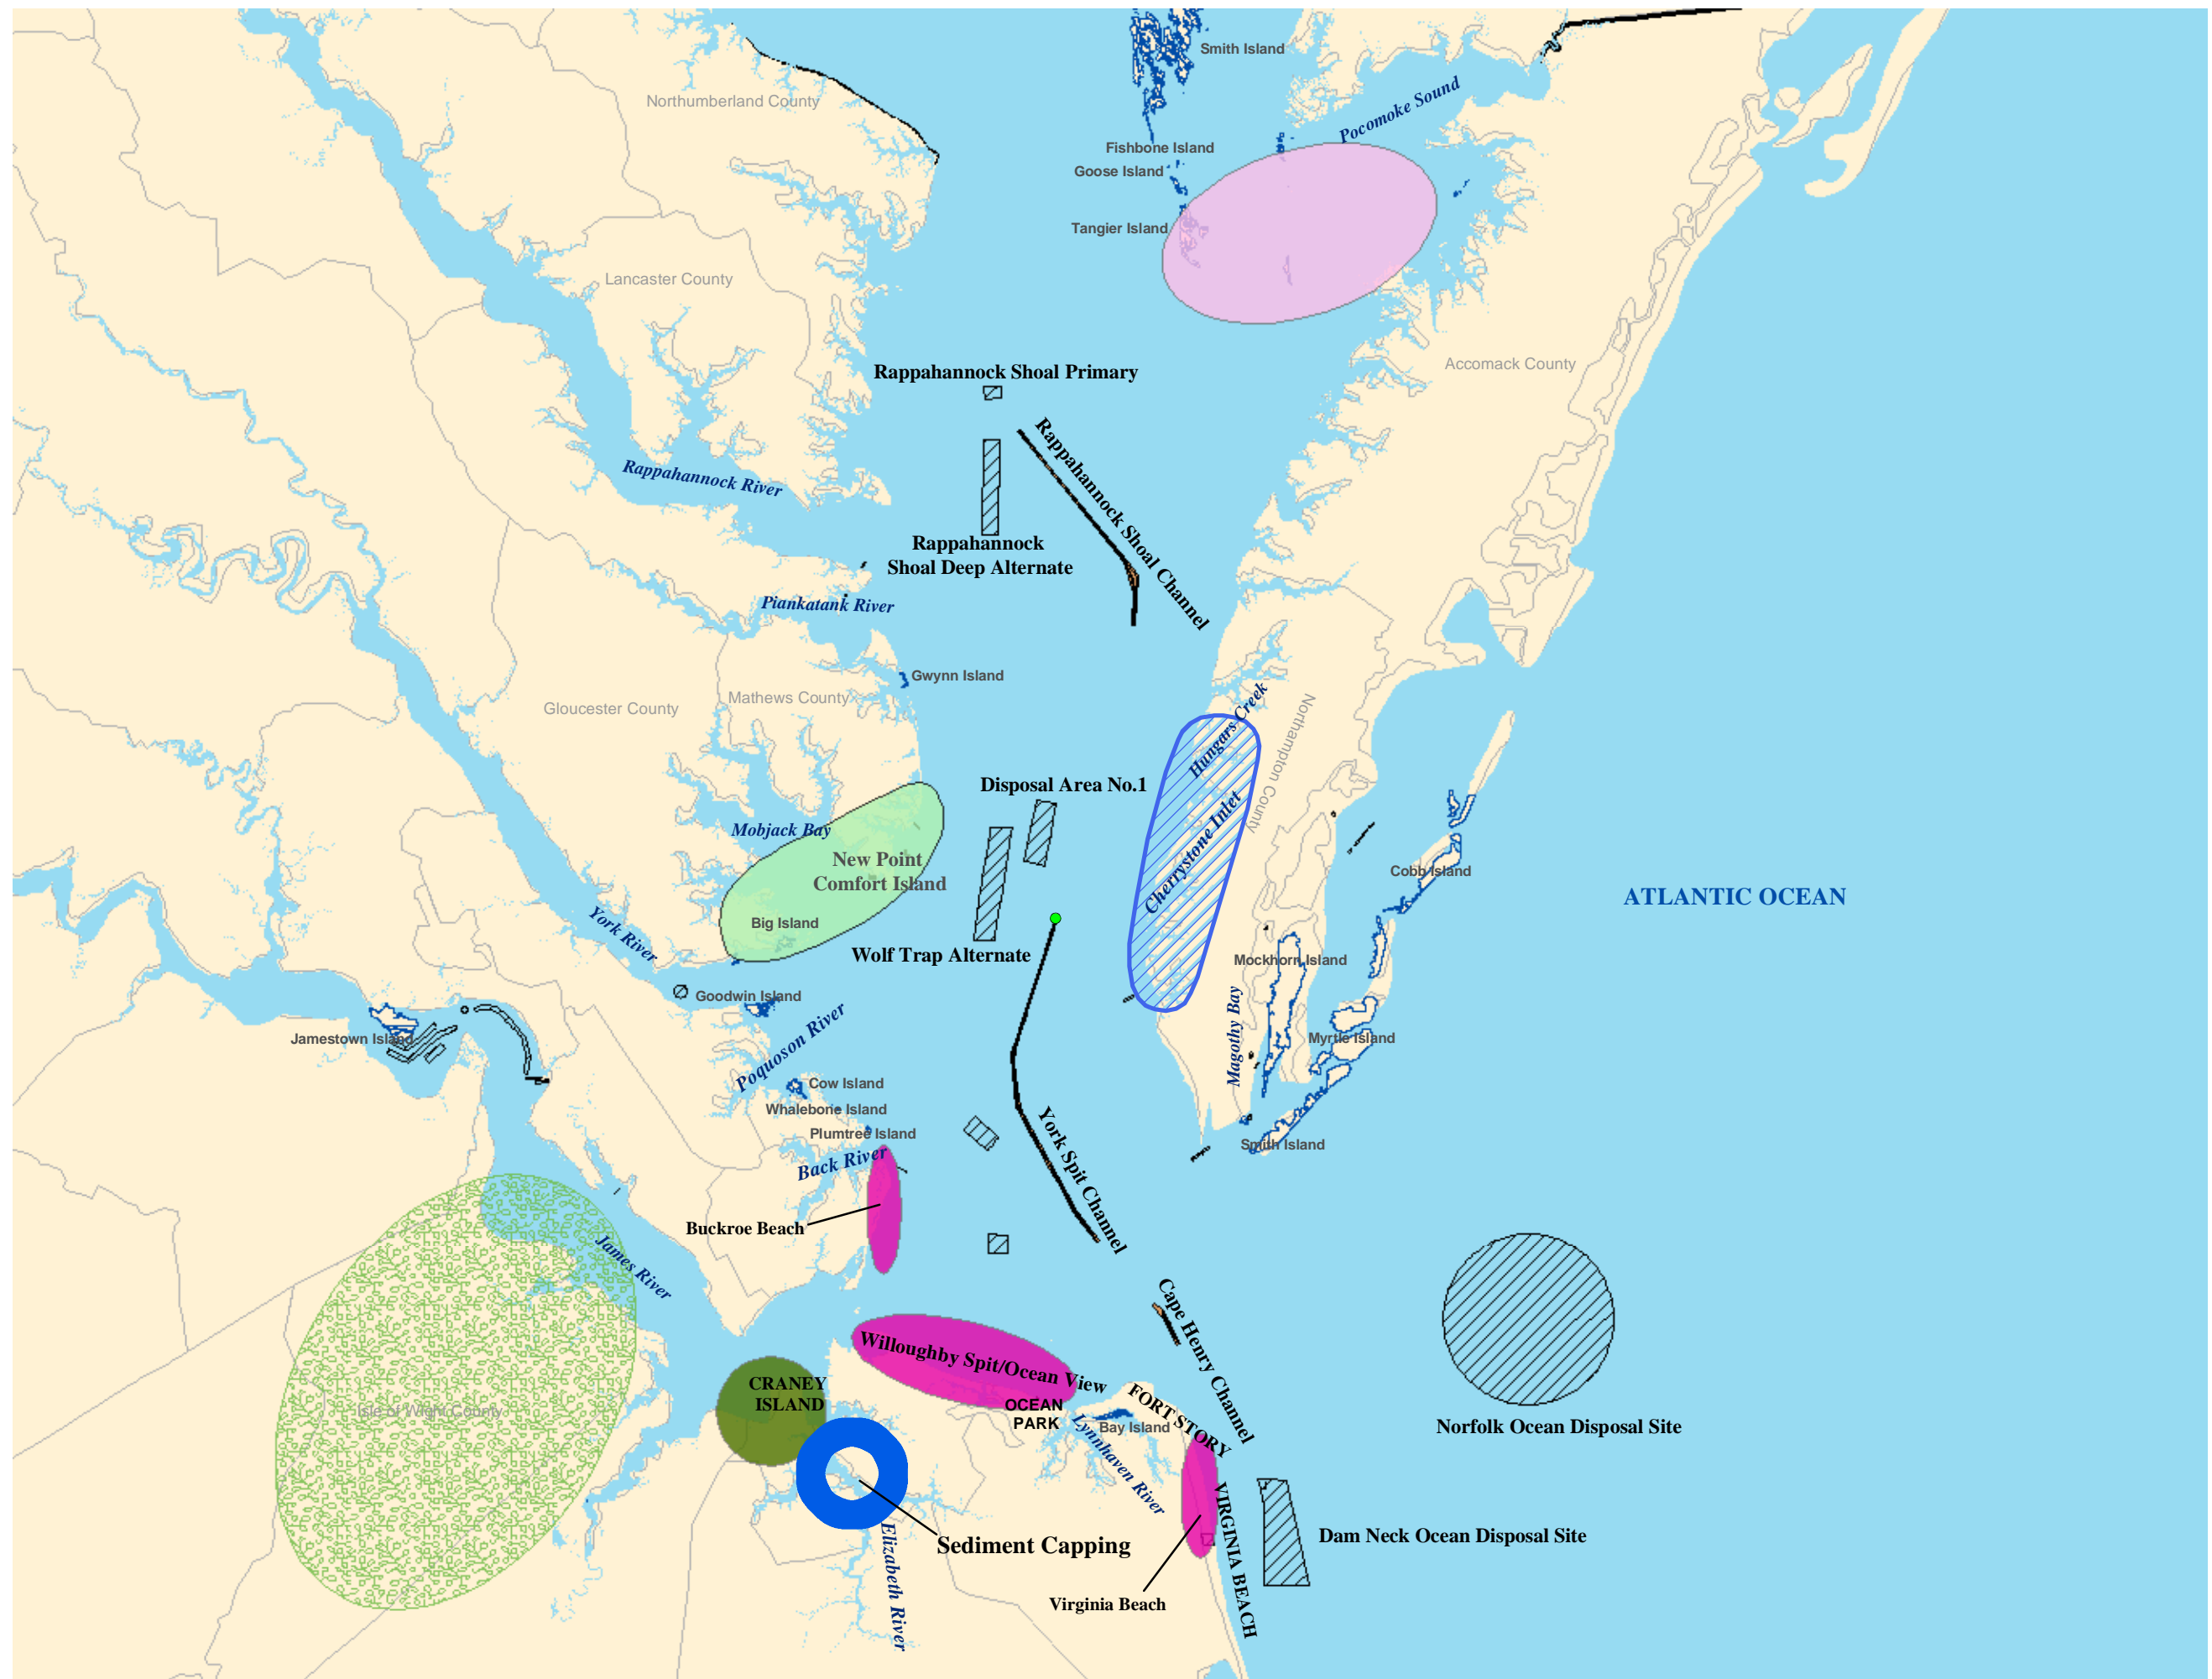 Smith Island
Pocomoke Sound
Northumberland County
Fishbone Island
Goose Island
Tangier Island
Lancaster County
Accomack County
Rappahannock Shoal Primary
Rappahannock Shoal Channel
Rappahannock River
Rappahannock
Shoal Deep Alternate
Piankatank River
Gwynn Island
Mathews County
Gloucester County
Hungars Creek
Northampton County
Disposal Area No.1
Mobjack Bay
New Point
Comfort Island
Cherrystone Inlet
Cobb Island
ATLANTIC OCEAN
Big Island
York River
Wolf Trap Alternate
Mockhorn Island
Goodwin Island
Jamestown Island
Poquoson River
Magothy Bay
Myrtle Island
Cow Island
Whalebone Island
Plumtree Island
Smith Island
Back River
York Spit Channel
Buckroe Beach
James River
Cape Henry Channel
Willoughby Spit/Ocean View
CRANEY
ISLAND
OCEAN
PARK
FORT STORY
Bay Island
Isle of Wight County
Lynnhaven River
Norfolk Ocean Disposal Site
VIRGINIA BEACH
Dam Neck Ocean Disposal Site
Sediment Capping
Elizabeth River
Virginia Beach